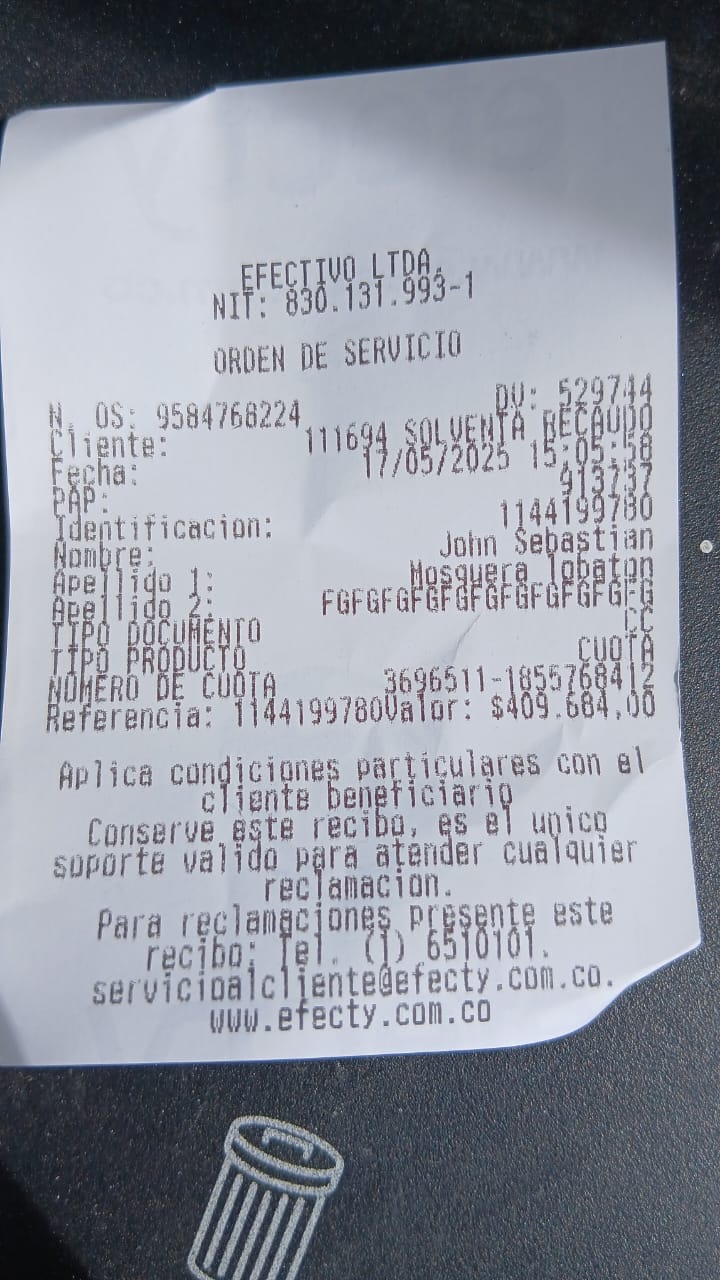 EFECTIVO LTDA.
NIT: 830.131.993-1
ORDEN DE SERVICIO
N. OS: 9584768224 DV: 529744
Cliente: 111694 SOLVENTA RECAUDO
Fecha: 17/05/2025 15:05:58
PAP: 913737
Identificacion: 1144199780
Nombre: John Sebastian
Apellido 1: Mosquera lobaton
Apellido 2: FGFGFGFGFGFGFGFGFGFGFG
TIPO DOCUMENTO CC
TIPO PRODUCTO CUOTA
NUMERO DE CUOTA 3696511-1855768412
Referencia: 1144199780Valor: $409.684,00
Aplica condiciones particulares con el
cliente beneficiario
Conserve este recibo, es el unico
soporte valido para atender cualquier
reclamacion.
Para reclamaciones presente este
recibo: Tel. (1) 6510101.
servicioalcliente@efecty.com.co.
www.efecty.com.co